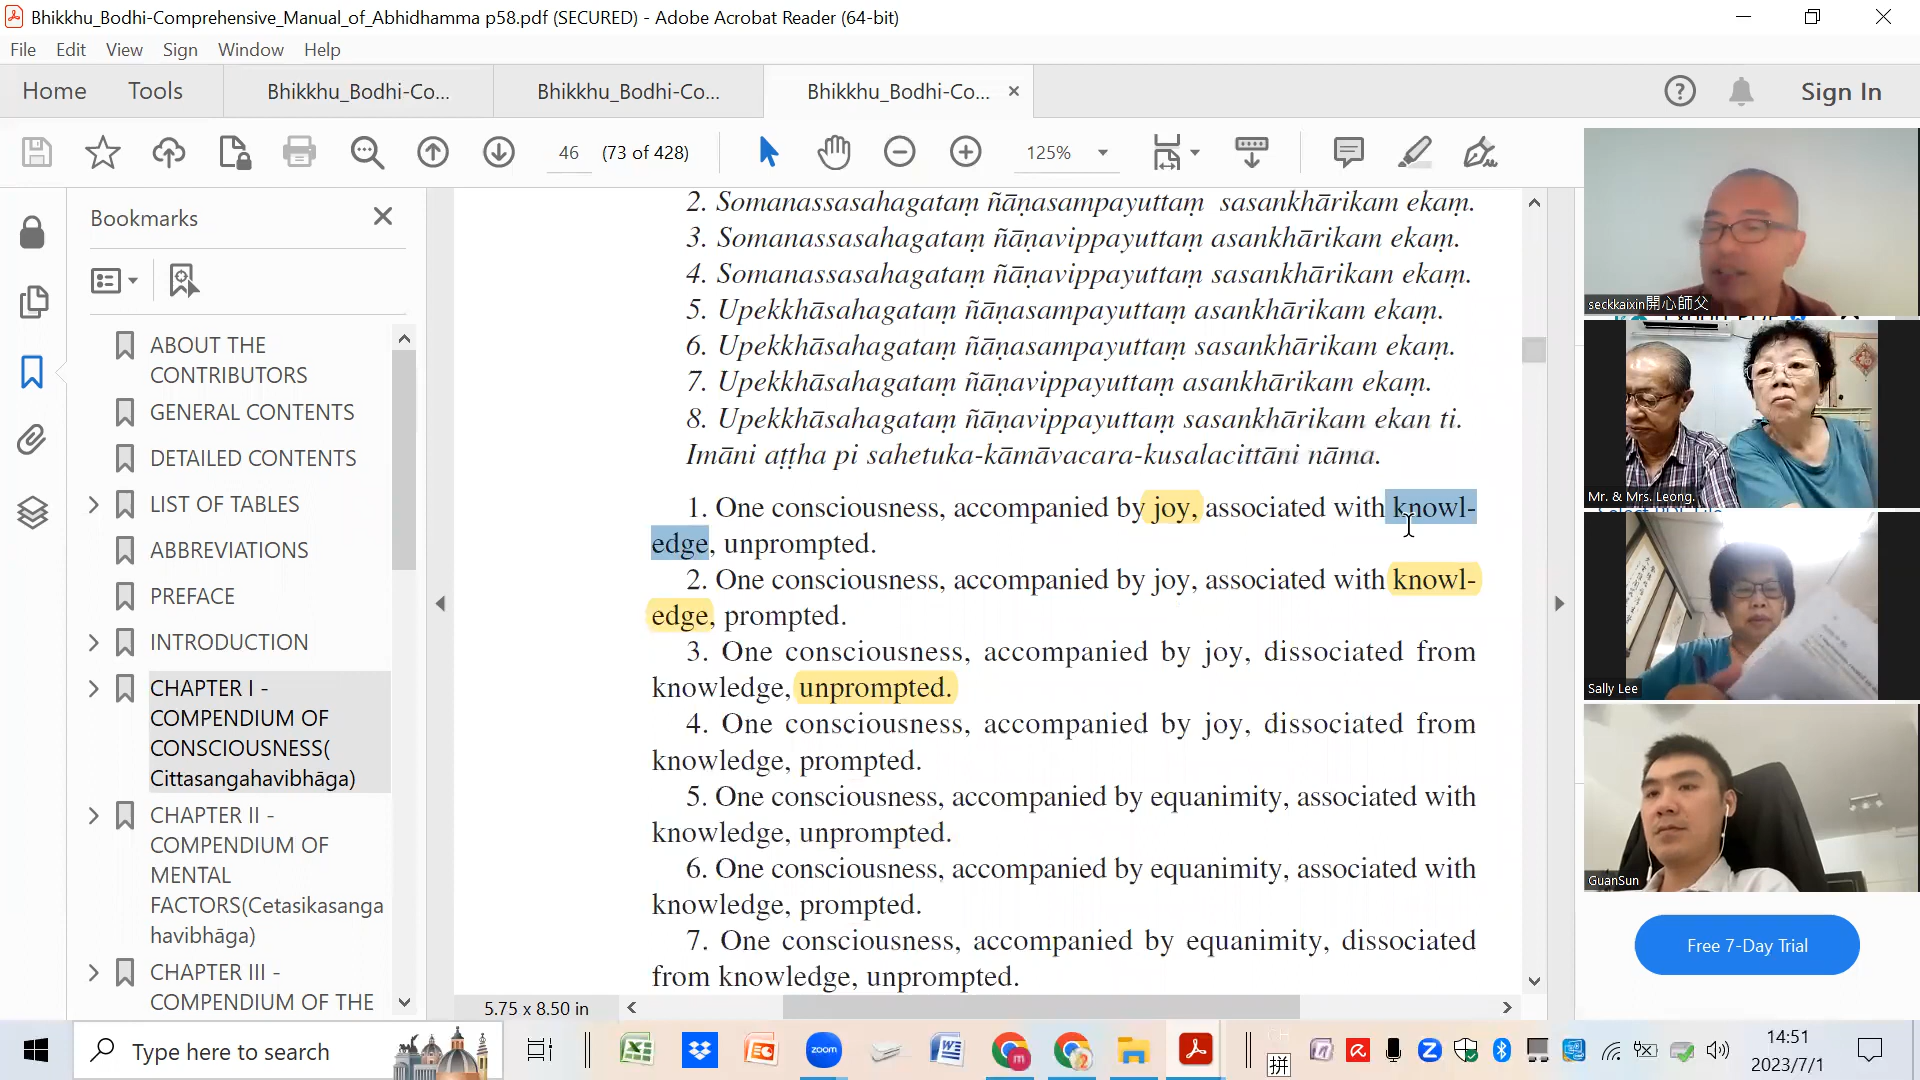 Bhikkhu_Bodhi-Comprehensive_Manual_of_Abhidhamma p58.pdf (SECURED) - Adobe Acrobat Reader (64-bit)
File Edit View Sign Window Help
Home Tools Bhikkhu_Bodhi-Co... Bhikkhu_Bodhi-Co... Bhikkhu_Bodhi-Co... × Sign In
46 (73 of 428) 125%
Bookmarks
ABOUT THE
CONTRIBUTORS
GENERAL CONTENTS
DETAILED CONTENTS
LIST OF TABLES
ABBREVIATIONS
PREFACE
INTRODUCTION
CHAPTER I -
COMPENDIUM OF
CONSCIOUSNESS(
Cittasangahavibhāga)
CHAPTER II -
COMPENDIUM OF
MENTAL
FACTORS(Cetasikasanga
havibhāga)
CHAPTER III -
COMPENDIUM OF THE
2. Somanassasahagataṃ ñāṇasampayuttaṃ sasankhārikam ekaṃ.
3. Somanassasahagataṃ ñāṇavippayuttaṃ asankhārikam ekaṃ.
4. Somanassasahagataṃ ñāṇavippayuttaṃ sasankhārikam ekaṃ.
5. Upekkhāsahagataṃ ñāṇasampayuttaṃ asankhārikam ekaṃ.
6. Upekkhāsahagataṃ ñāṇasampayuttaṃ sasankhārikam ekaṃ.
7. Upekkhāsahagataṃ ñāṇavippayuttaṃ asankhārikam ekaṃ.
8. Upekkhāsahagataṃ ñāṇavippayuttaṃ sasankhārikam ekan ti.
Imāni aṭṭha pi sahetuka-kāmāvacara-kusalacittāni nāma.
1. One consciousness, accompanied by joy, associated with knowl-
edge, unprompted.
2. One consciousness, accompanied by joy, associated with knowl-
edge, prompted.
3. One consciousness, accompanied by joy, dissociated from
knowledge, unprompted.
4. One consciousness, accompanied by joy, dissociated from
knowledge, prompted.
5. One consciousness, accompanied by equanimity, associated with
knowledge, unprompted.
6. One consciousness, accompanied by equanimity, associated with
knowledge, prompted.
7. One consciousness, accompanied by equanimity, dissociated
from knowledge, unprompted.
5.75 x 8.50 in
seckkaixin開心師父
Mr. & Mrs. Leong.
Sally Lee
GuanSun
Free 7-Day Trial
Type here to search
zoom
拼
14:51
2023/7/1